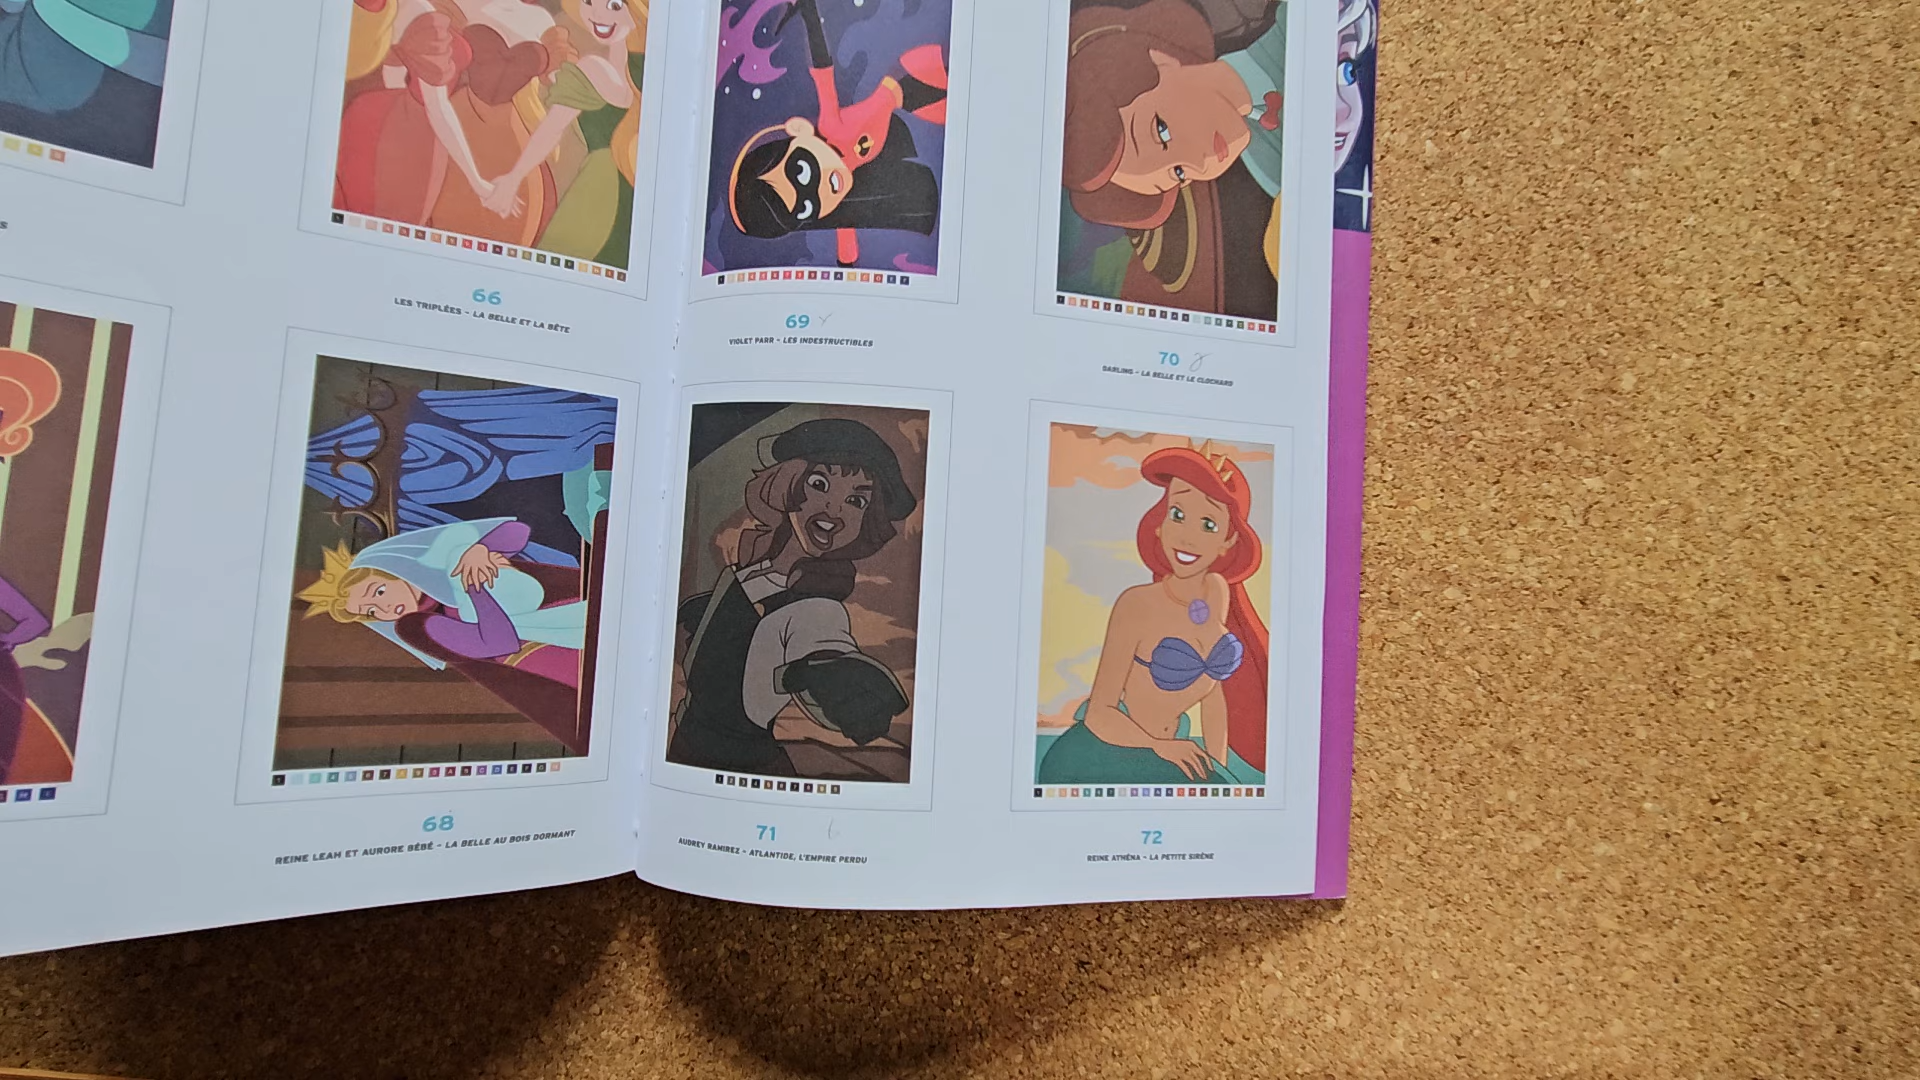 66
LES TRIPLÉES - LA BELLE ET LA BÊTE
68
REINE LEAH ET AURORE BÉBÉ - LA BELLE AU BOIS DORMANT
69
VIOLET PARR - LES INDESTRUCTIBLES
70
DARLING - LA BELLE ET LE CLOCHARD
71
AUDREY RAMIREZ - ATLANTIDE, L'EMPIRE PERDU
72
REINE ATHÉNA - LA PETITE SIRÈNE